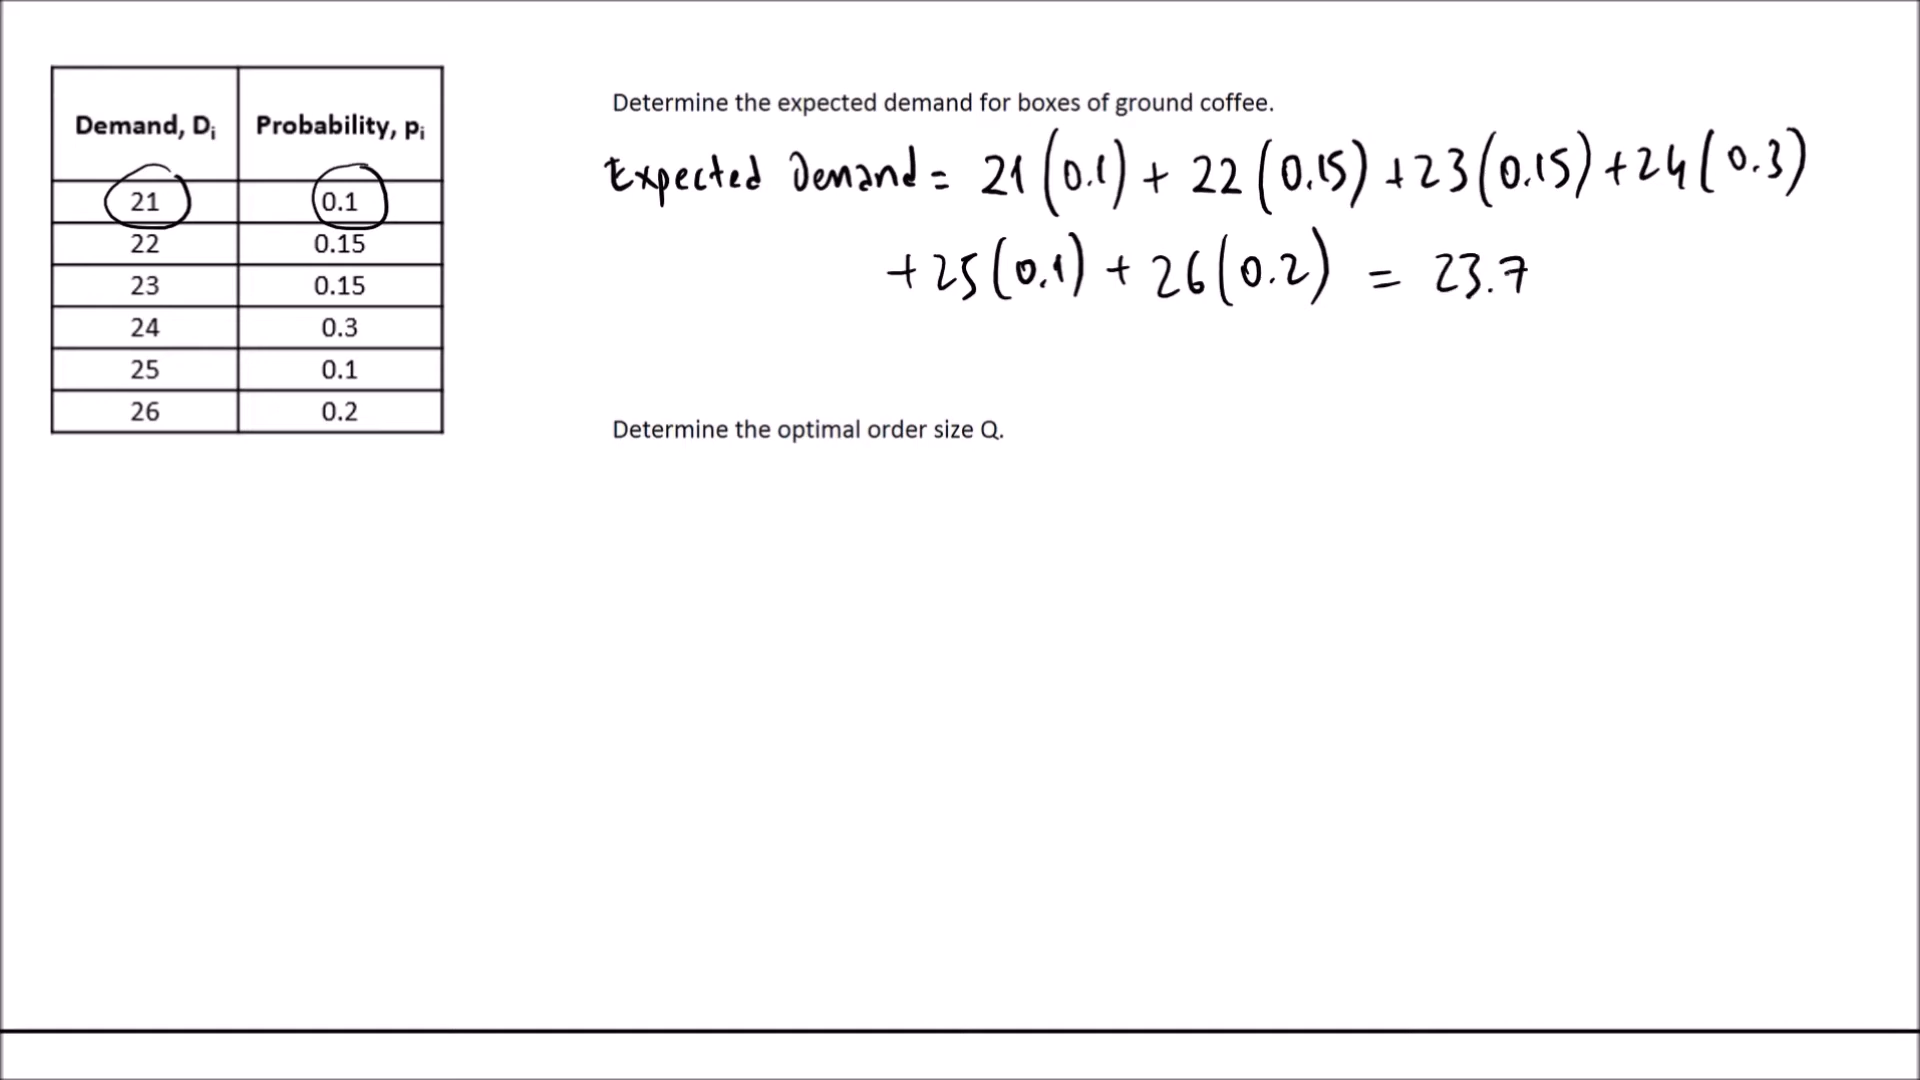 Demand, Di Probability, pi
21 0.1
22 0.15
23 0.15
24 0.3
25 0.1
26 0.2
Determine the expected demand for boxes of ground coffee.
Expected Demand = 21 (0.1) + 22 (0.15) + 23 (0.15) + 24 (0.3)
+ 25 (0.1) + 26 (0.2) = 23.7
Determine the optimal order size Q.